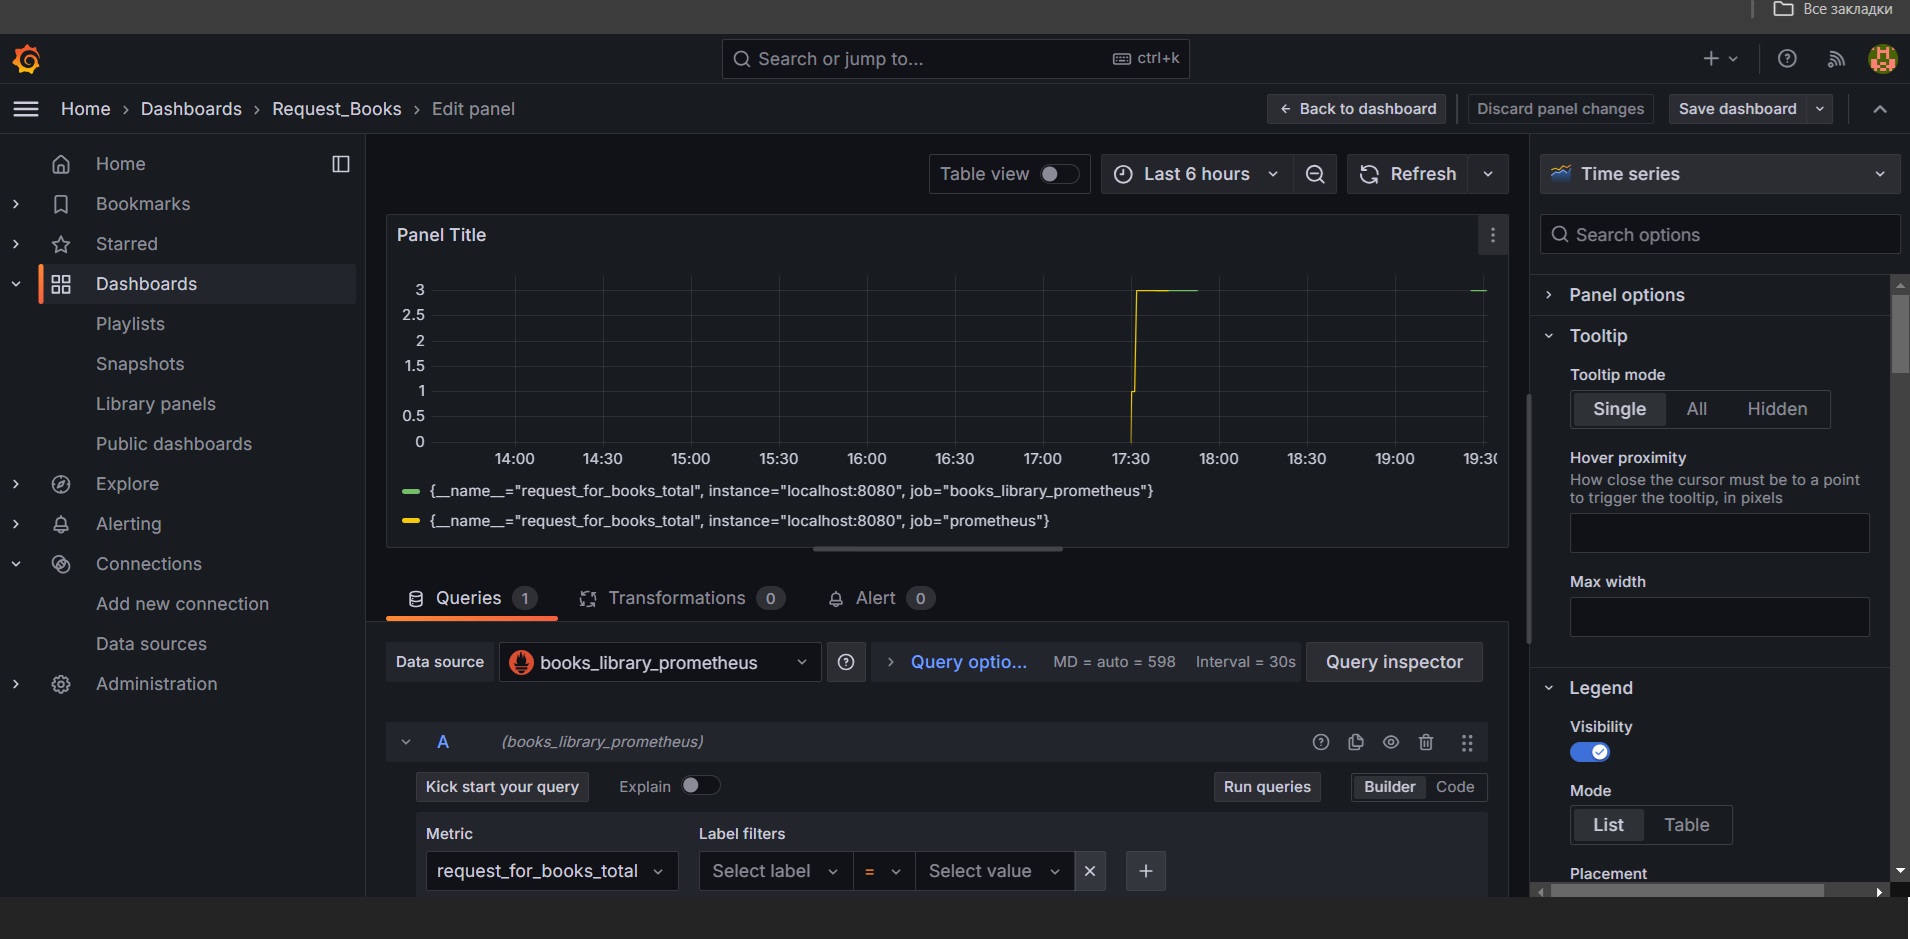 Все закладки
Search or jump to...
ctrl+k
Home › Dashboards › Request_Books › Edit panel
Back to dashboard
Discard panel changes
Save dashboard
Home
Bookmarks
Starred
Dashboards
Playlists
Snapshots
Library panels
Public dashboards
Explore
Alerting
Connections
Add new connection
Data sources
Administration
Table view
Last 6 hours
Refresh
Panel Title
3
2.5
2
1.5
1
0.5
0
14:00 14:30 15:00 15:30 16:00 16:30 17:00 17:30 18:00 18:30 19:00 19:30
{__name__="request_for_books_total", instance="localhost:8080", job="books_library_prometheus"}
{__name__="request_for_books_total", instance="localhost:8080", job="prometheus"}
Queries 1
Transformations 0
Alert 0
Data source
books_library_prometheus
Query optio...
MD = auto = 598
Interval = 30s
Query inspector
A
(books_library_prometheus)
Kick start your query
Explain
Run queries
Builder
Code
Metric
Label filters
request_for_books_total
Select label
=
Select value
Time series
Search options
Panel options
Tooltip
Tooltip mode
Single All Hidden
Hover proximity
How close the cursor must be to a point
to trigger the tooltip, in pixels
Max width
Legend
Visibility
Mode
List Table
Placement